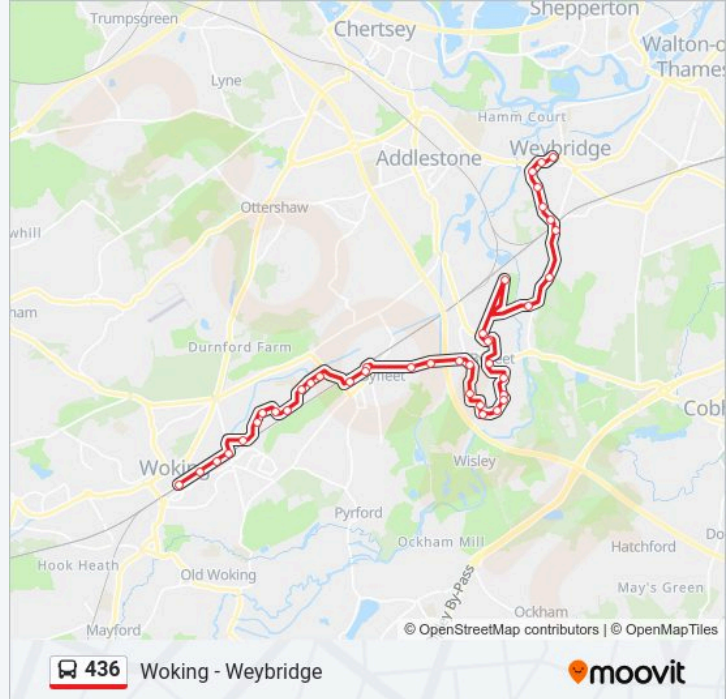 Trumpsgreen
Shepperton
Chertsey
Walton-o
Thames
Lyne
Hamm Court
Weybridge
Addlestone
Ottershaw
whill
ham
Durnford Farm
Cobl
Woking
Wisley
Pyrford
Ockham Mill
Hatchford
Do
Hook Heath
Old Woking
May's Green
y By-Pass
Ockham
Mayford
© OpenStreetMap contributors | © OpenMapTiles
436 Woking - Weybridge
moovit